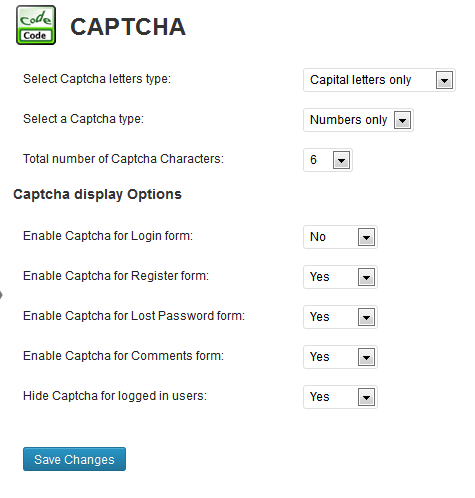 Code
Code
CAPTCHA
Select Captcha letters type: Capital letters only
Select a Captcha type: Numbers only
Total number of Captcha Characters: 6
Captcha display Options
Enable Captcha for Login form: No
Enable Captcha for Register form: Yes
Enable Captcha for Lost Password form: Yes
Enable Captcha for Comments form: Yes
Hide Captcha for logged in users: Yes
Save Changes